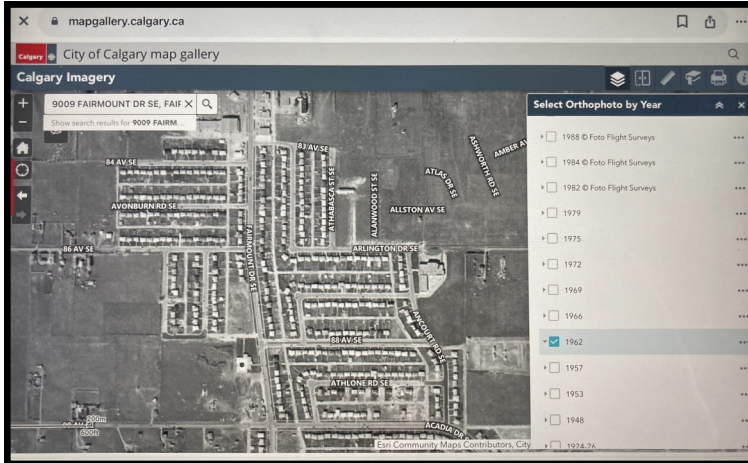 mapgallery.calgary.ca
Calgary
City of Calgary map gallery
Calgary Imagery
9009 FAIRMOUNT DR SE, FAIF
Show search results for 9009 FAIRM...
Select Orthophoto by Year
1988 © Foto Flight Surveys
1984 © Foto Flight Surveys
1982 © Foto Flight Surveys
1979
1975
1972
1969
1966
1962
1957
1953
1948
1924-26
83 AV SE
84 AV SE
ASHWORTH RD SE
AMBER AV
ATLAS DR SE
ATHABASCA ST SE
ALANWOOD ST SE
AVONBURN RD SE
ALLSTON AV SE
FAIRMOUNT DR SE
86 AV SE
ARLINGTON DR SE
ANCOURT RD SE
88 AV SE
ATHLONE RD SE
ACADIA DR
200m
600ft
Esri Community Maps Contributors, City